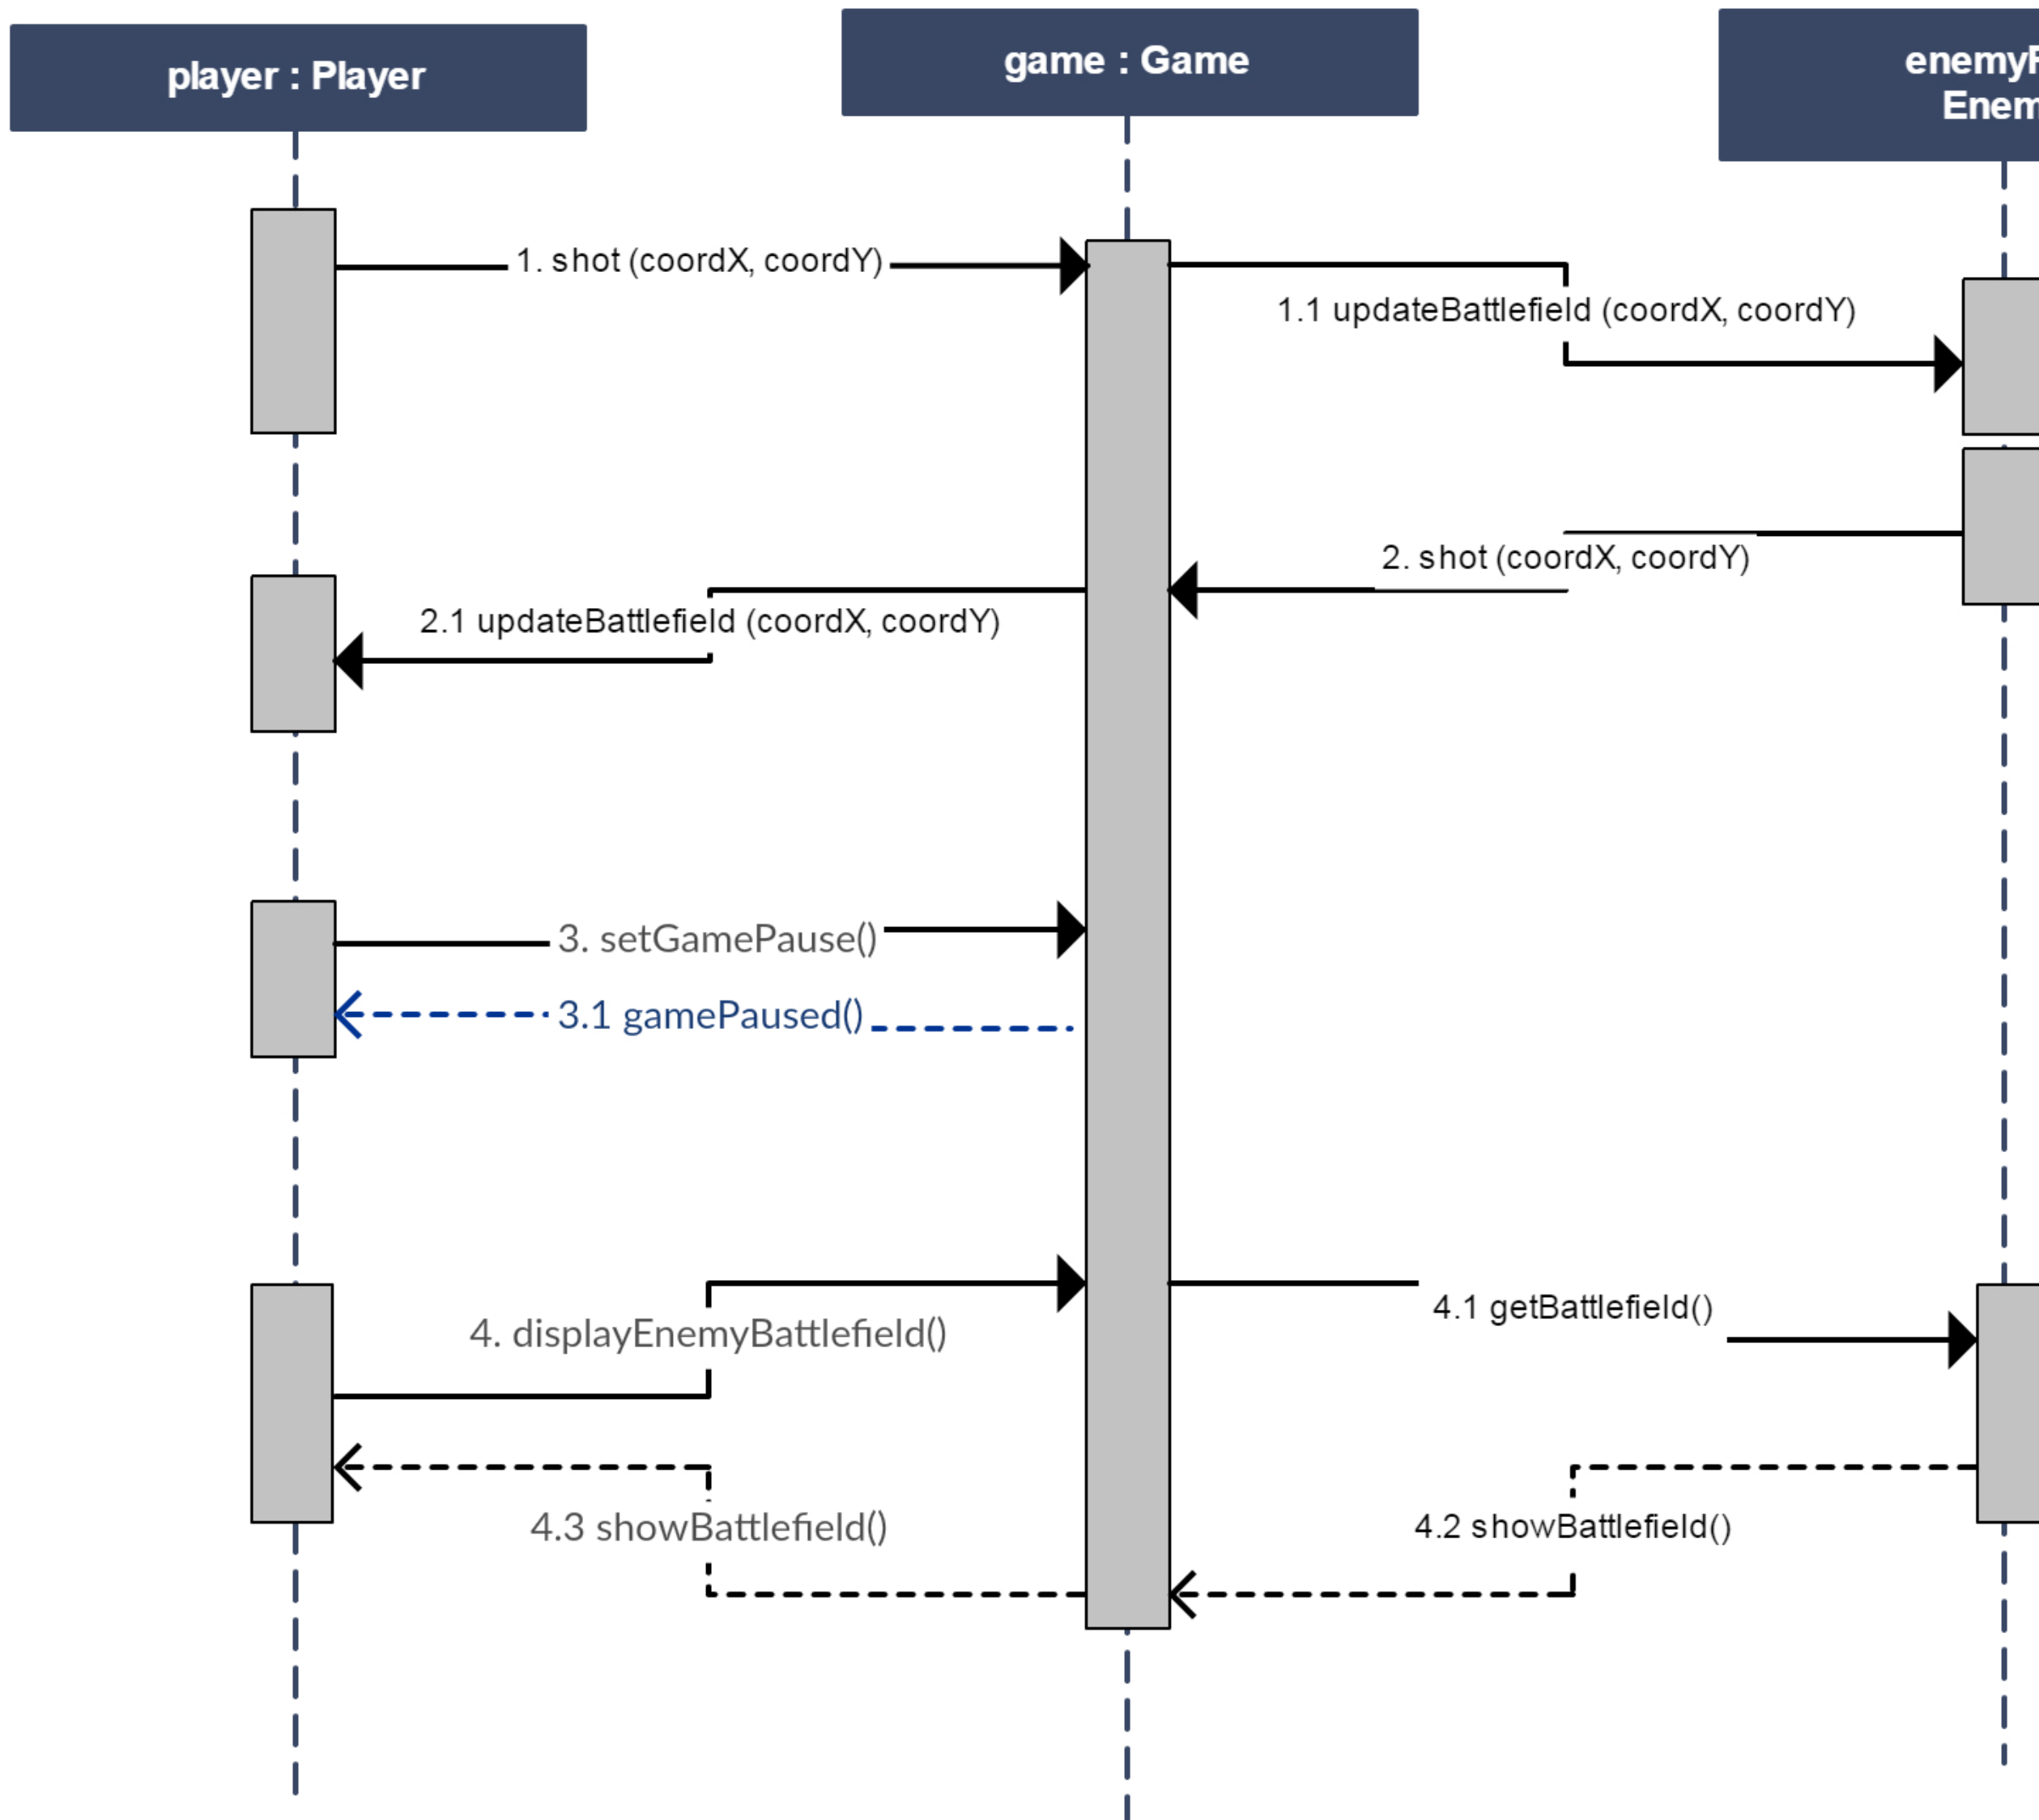 player : Player
game : Game
1. shot (coordX, coordY)
1.1 updateBattlefield (coordX, coordY)
2. shot (coordX, coordY)
2.1 updateBattlefield (coordX, coordY)
3. setGamePause()
3.1 gamePaused()
4. displayEnemyBattlefield()
4.1 getBattlefield()
4.2 showBattlefield()
4.3 showBattlefield()